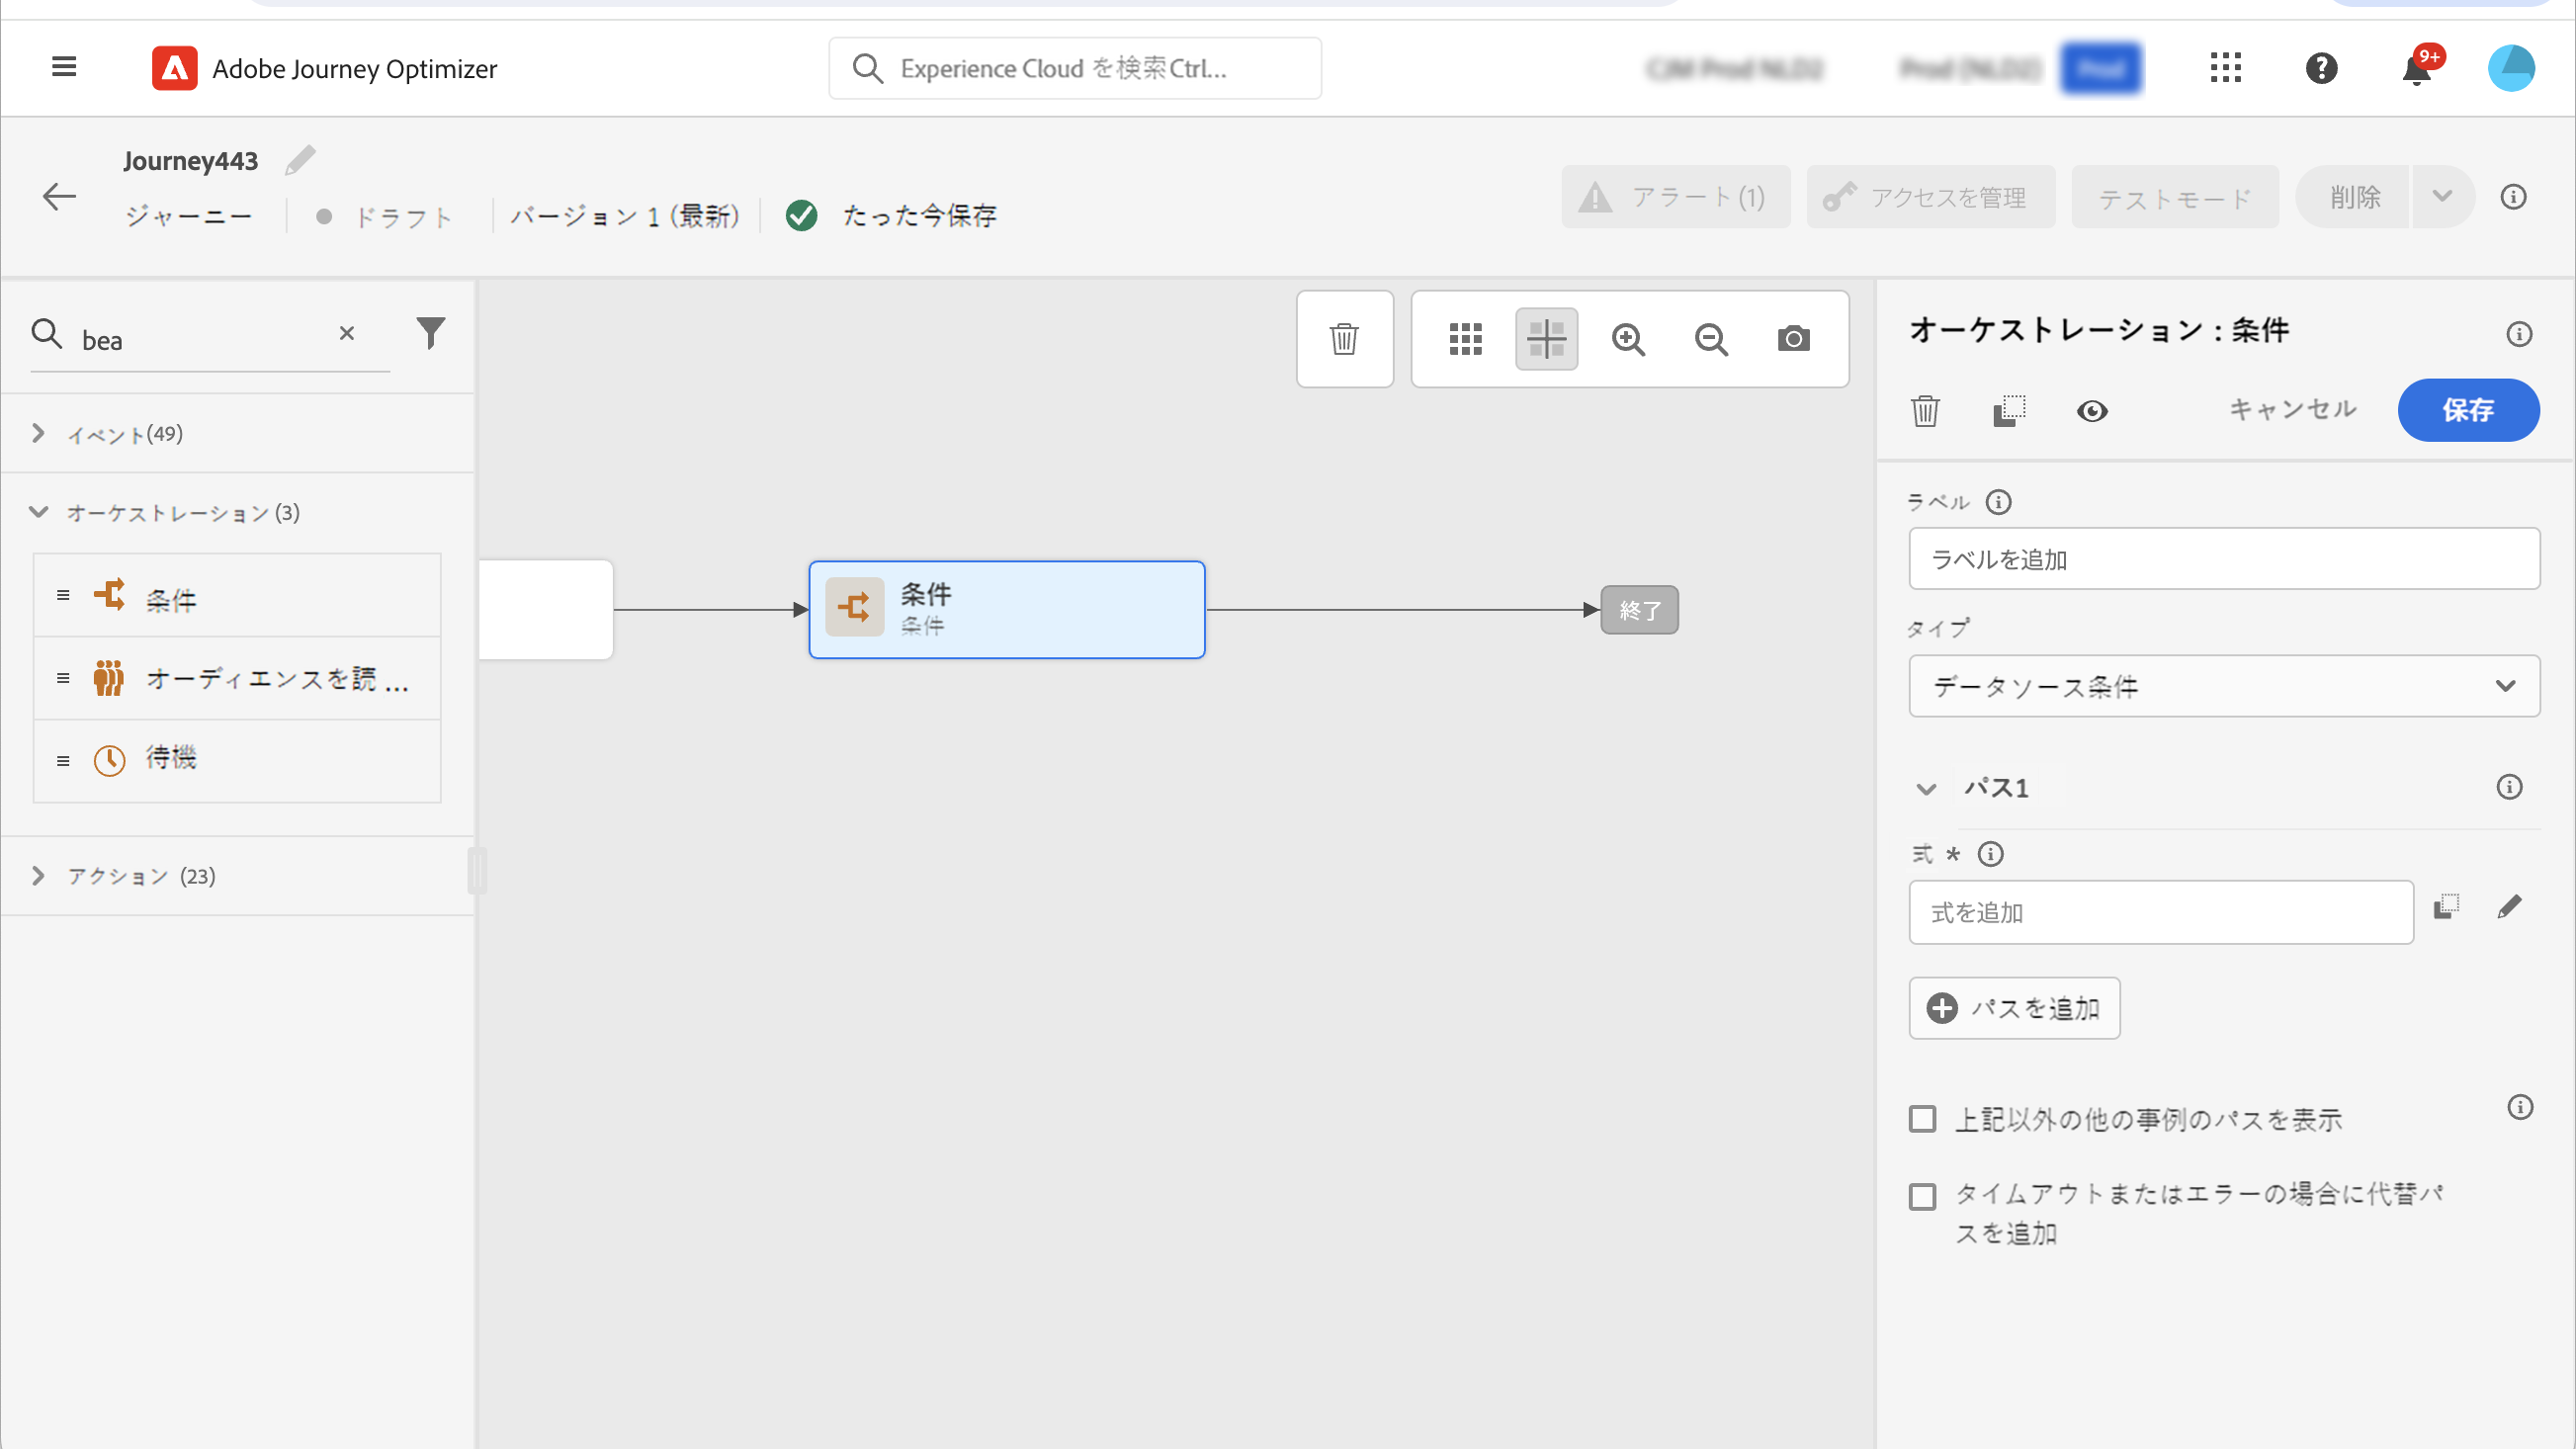 Adobe Journey Optimizer
Experience Cloud を検索Ctrl...
9+
Journey443
ジャーニー
ドラフト
バージョン 1 (最新)
たった今保存
アラート (1)
アクセスを管理
テストモード
削除
bea
イベント(49)
オーケストレーション (3)
条件
オーディエンスを読 ...
待機
アクション (23)
条件
条件
終了
オーケストレーション : 条件
キャンセル
保存
ラベル
ラベルを追加
タイプ
データソース条件
パス1
式 *
式を追加
パスを追加
上記以外の他の事例のパスを表示
タイムアウトまたはエラーの場合に代替パ
スを追加